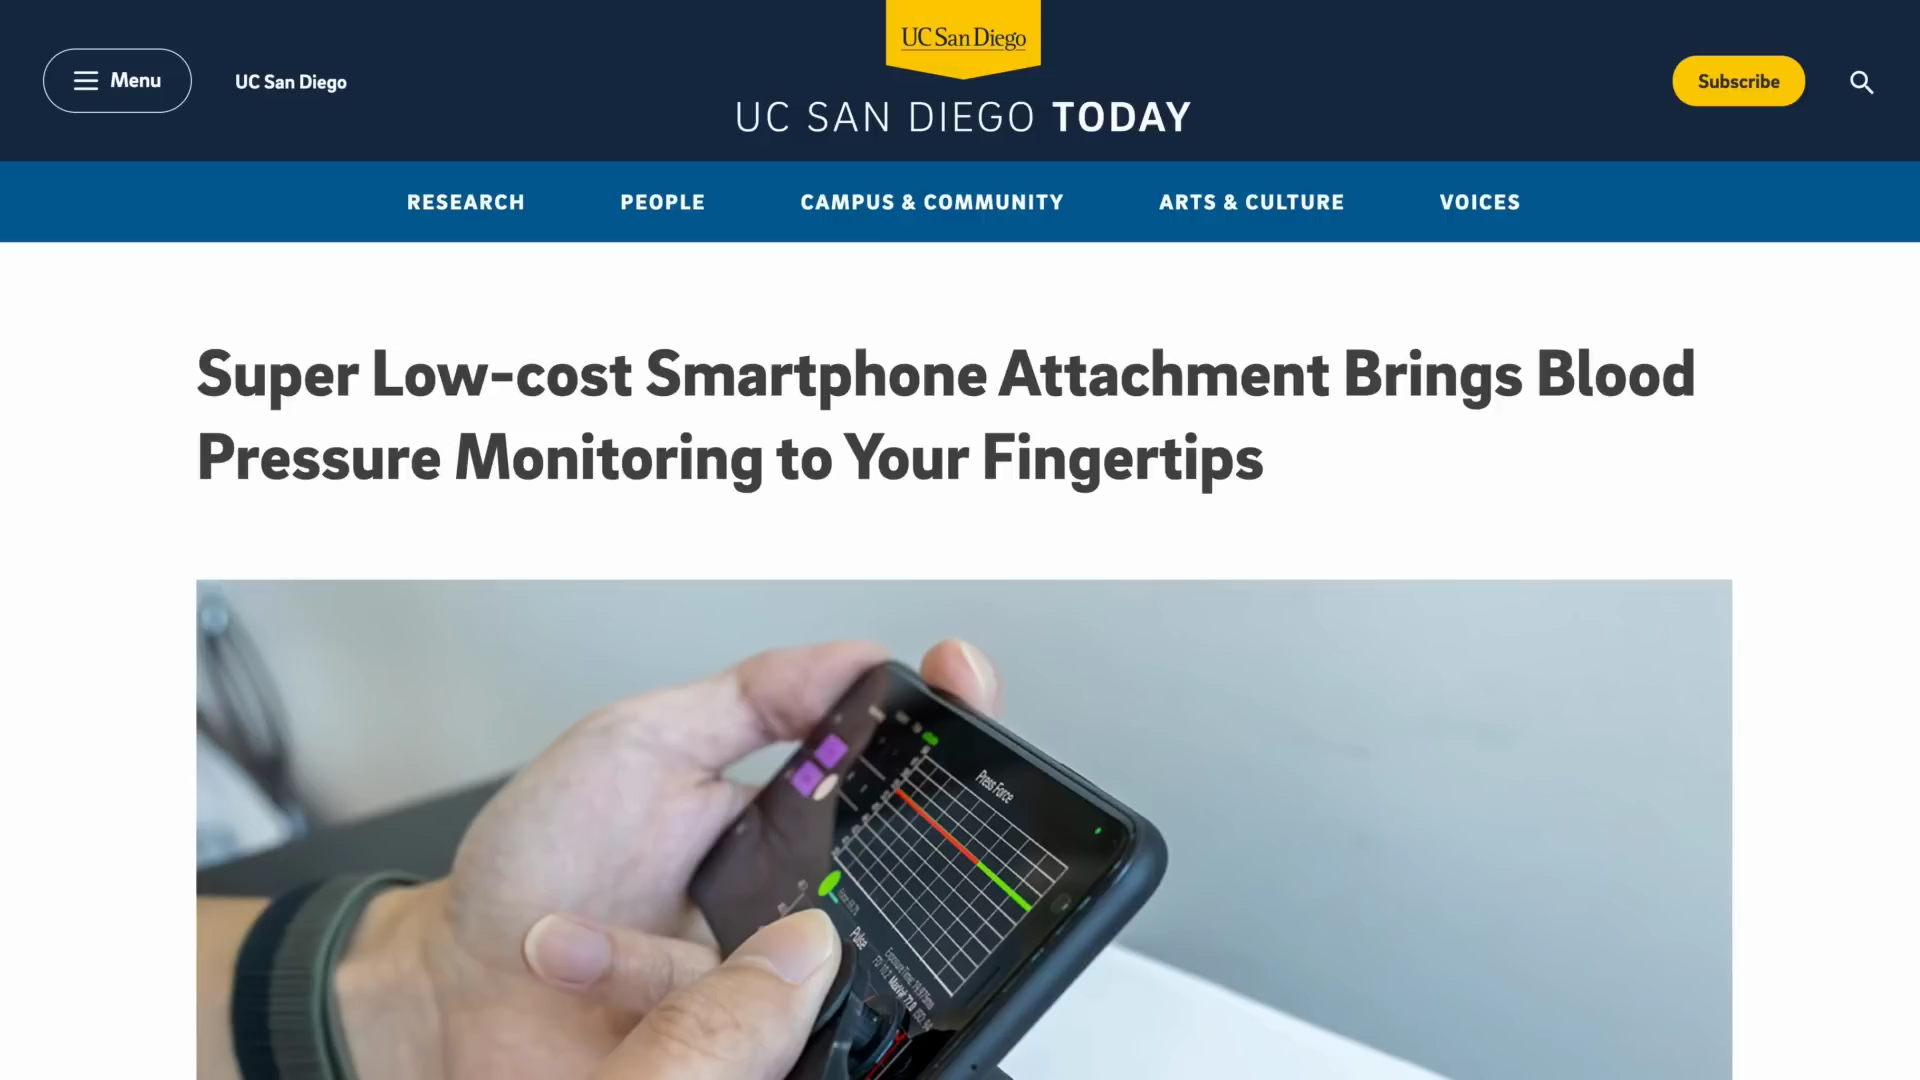 UC San Diego
Menu
UC San Diego
UC SAN DIEGO TODAY
Subscribe
RESEARCH
PEOPLE
CAMPUS & COMMUNITY
ARTS & CULTURE
VOICES
Super Low-cost Smartphone Attachment Brings Blood
Pressure Monitoring to Your Fingertips
Press Force
Pulse